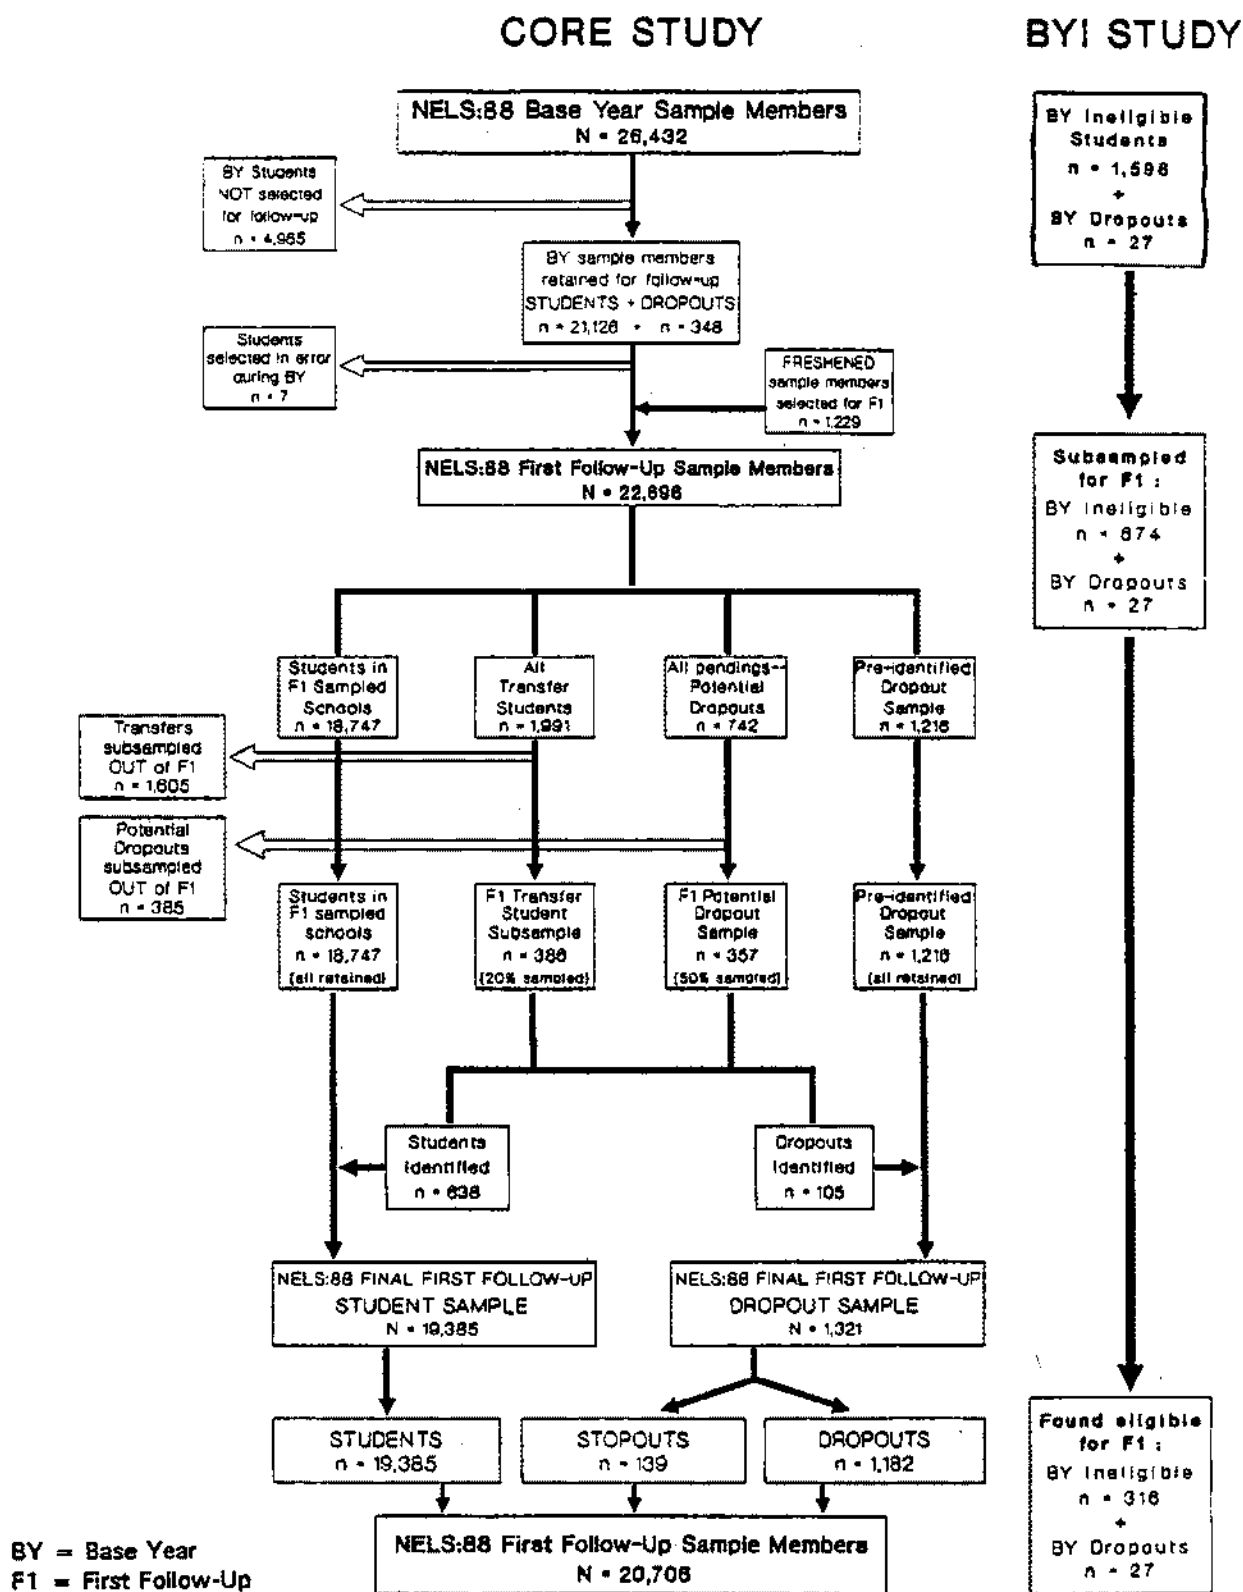 CORE STUDY
BYI STUDY
NELS:88 Base Year Sample Members
N = 26,432
BY Ineligible
Students
n = 1,598
+
BY Dropouts
n = 27
BY Students
NOT selected
for follow-up
n = 4,965
BY sample members
retained for follow-up
STUDENTS + DROPOUTS
n = 21,126 + n = 348
Students
selected in error
during BY
n = 7
FRESHENED
sample members
selected for F1
n = 1,229
NELS:88 First Follow-Up Sample Members
N = 22,696
Subsampled
for F1 :
BY Ineligible
n = 674
+
BY Dropouts
n = 27
Students in
F1 Sampled
Schools
n = 18,747
All
Transfer
Students
n = 1,991
All pendings--
Potential
Dropouts
n = 742
Pre-identified
Dropout
Sample
n = 1,216
Transfers
subsampled
OUT of F1
n = 1,605
Potential
Dropouts
subsampled
OUT of F1
n = 385
Students in
F1 sampled
schools
n = 18,747
(all retained)
F1 Transfer
Student
Subsample
n = 386
(20% sampled)
F1 Potential
Dropout
Sample
n = 357
(50% sampled)
Pre-identified
Dropout
Sample
n = 1,216
(all retained)
Students
Identified
n = 638
Dropouts
Identified
n = 105
NELS:88 FINAL FIRST FOLLOW-UP
STUDENT SAMPLE
N = 19,385
NELS:88 FINAL FIRST FOLLOW-UP
DROPOUT SAMPLE
N = 1,321
STUDENTS
n = 19,385
STOPOUTS
n = 139
DROPOUTS
n = 1,182
Found eligible
for F1 :
BY Ineligible
n = 316
+
BY Dropouts
n = 27
NELS:88 First Follow-Up Sample Members
N = 20,706
BY = Base Year
F1 = First Follow-Up